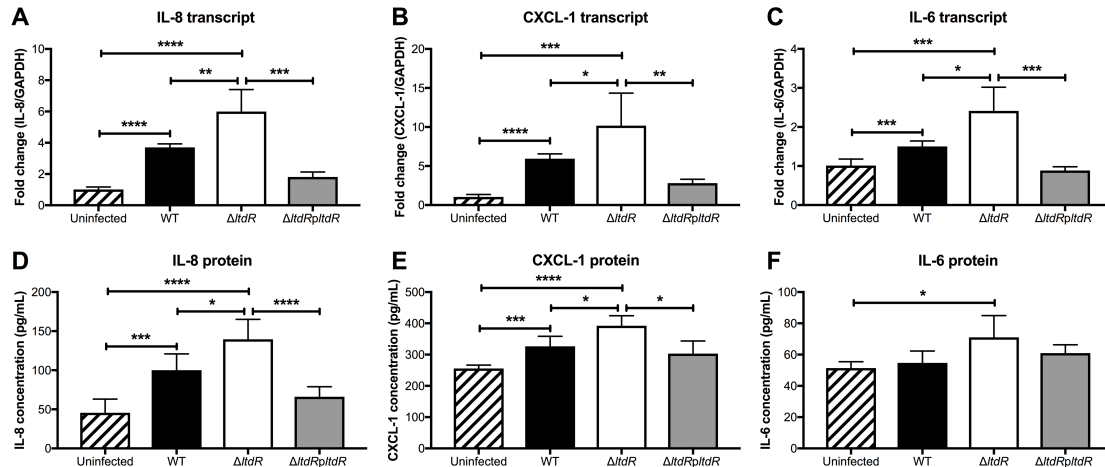 A
IL-8 transcript
Fold change (IL-8/GAPDH)
10
8
6
4
2
0
****
**
***
****
Uninfected
WT
ΔltdR
ΔltdRpltdR
B
CXCL-1 transcript
Fold change (CXCL-1/GAPDH)
20
15
10
5
0
***
*
**
****
Uninfected
WT
ΔltdR
ΔltdRpltdR
C
IL-6 transcript
Fold change (IL-6/GAPDH)
4
3
2
1
0
***
*
***
***
Uninfected
WT
ΔltdR
ΔltdRpltdR
D
IL-8 protein
IL-8 concentration (pg/mL)
200
150
100
50
0
****
*
****
***
Uninfected
WT
ΔltdR
ΔltdRpltdR
E
CXCL-1 protein
CXCL-1 concentration (pg/mL)
500
400
300
200
100
0
****
*
*
***
Uninfected
WT
ΔltdR
ΔltdRpltdR
F
IL-6 protein
IL-6 concentration (pg/mL)
100
80
60
40
20
0
*
Uninfected
WT
ΔltdR
ΔltdRpltdR